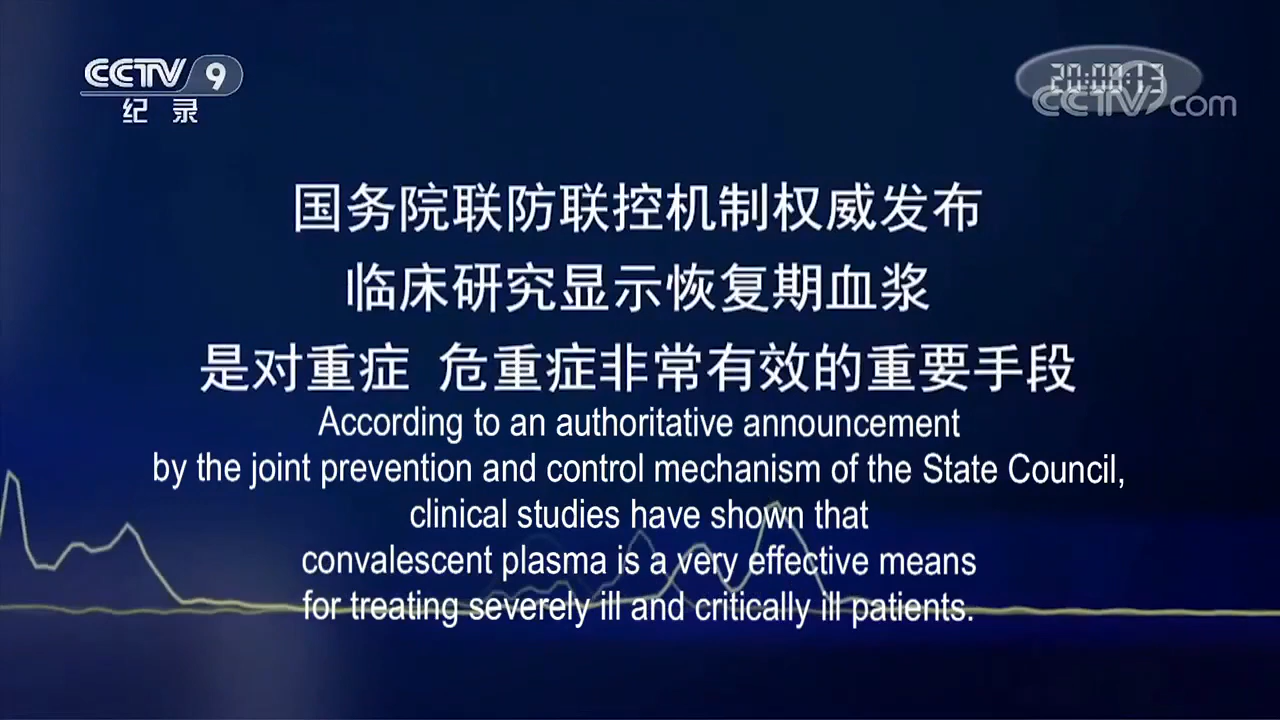 CCTV 9
纪 录
CCTV com
国务院联防联控机制权威发布
临床研究显示恢复期血浆
是对重症 危重症非常有效的重要手段
According to an authoritative announcement
by the joint prevention and control mechanism of the State Council,
clinical studies have shown that
convalescent plasma is a very effective means
for treating severely ill and critically ill patients.